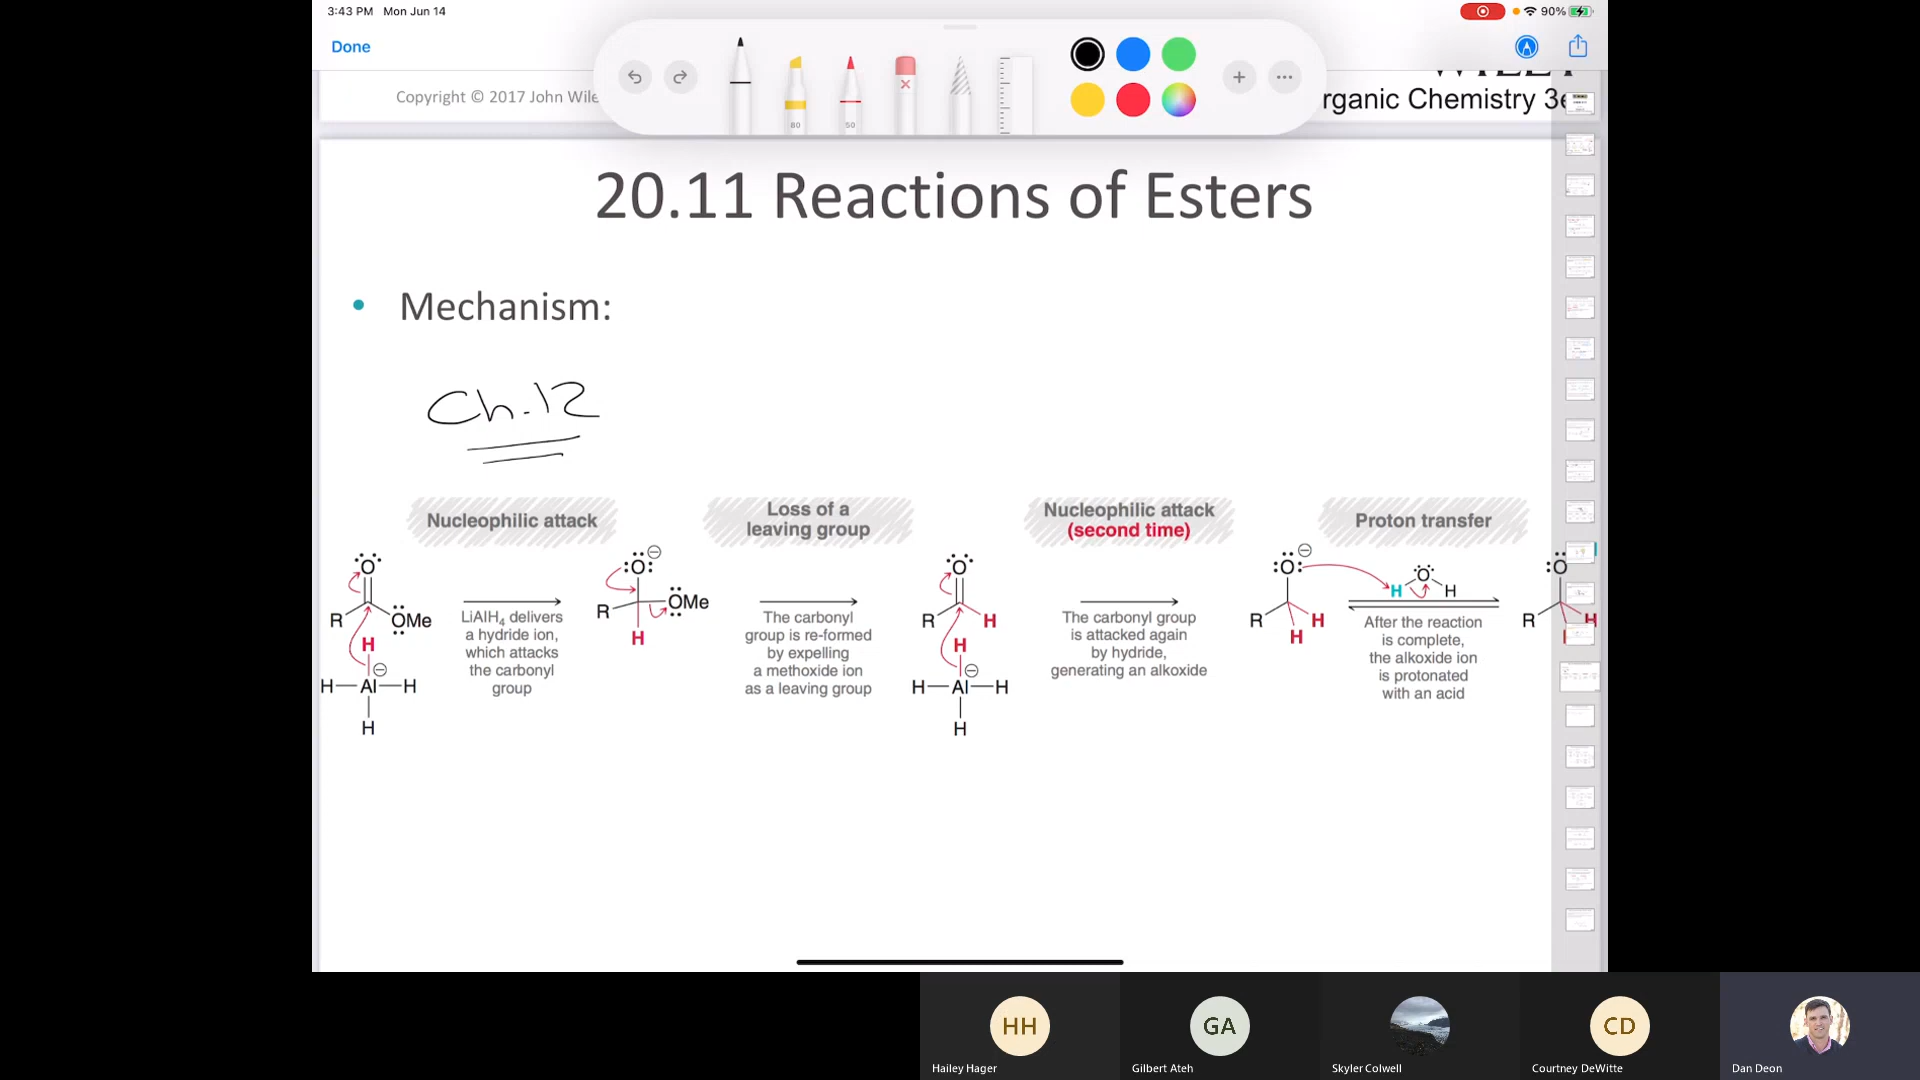 3:43 PM Mon Jun 14
90%
Done
Copyright © 2017 John Wile
rganic Chemistry 3e
80
50
20.11 Reactions of Esters
• Mechanism:
Ch.12
Nucleophilic attack
Loss of a
leaving group
Nucleophilic attack
(second time)
Proton transfer
O
R
OMe
H
H—Al—H
H
LiAlH₄ delivers
a hydride ion,
which attacks
the carbonyl
group
O
R
OMe
H
The carbonyl
group is re-formed
by expelling
a methoxide ion
as a leaving group
O
R
H
H
H—Al—H
H
The carbonyl group
is attacked again
by hydride,
generating an alkoxide
O
R
H
H
H
O
H
After the reaction
is complete,
the alkoxide ion
is protonated
with an acid
O
R
H
HH
GA
CD
Hailey Hager
Gilbert Ateh
Skyler Colwell
Courtney DeWitte
Dan Deon